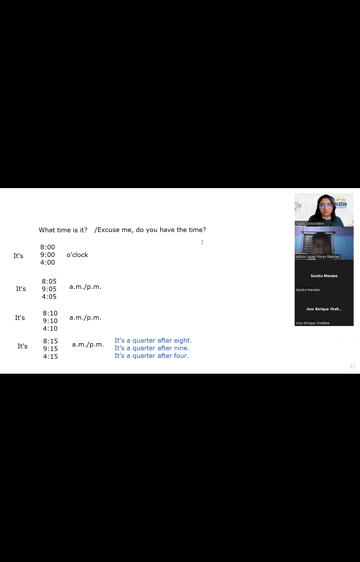 What time is it? /Excuse me, do you have the time?
8:00
It's 9:00 o'clock
4:00
8:05
It's 9:05 a.m./p.m.
4:05
8:10
It's 9:10 a.m./p.m.
4:10
8:15 It's a quarter after eight.
It's 9:15 a.m./p.m. It's a quarter after nine.
4:15 It's a quarter after four.
Sandra Mendez
Sandra Mendez
Jose Enrique Orell...
Jose Enrique Orellana